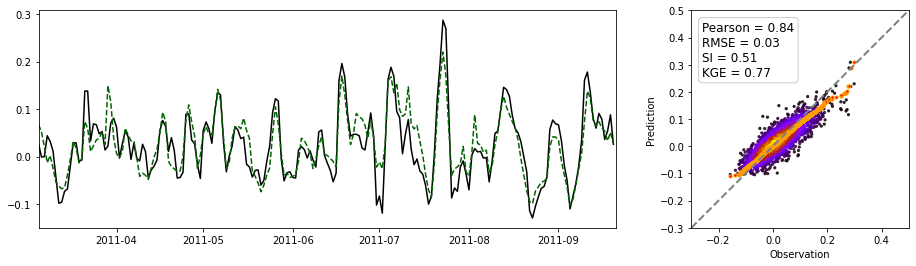 0.3
0.2
0.1
0.0
−0.1
2011-04 2011-05 2011-06 2011-07 2011-08 2011-09
Pearson = 0.84
RMSE = 0.03
SI = 0.51
KGE = 0.77
Prediction
0.5
0.4
0.3
0.2
0.1
0.0
−0.1
−0.2
−0.3
−0.2 0.0 0.2 0.4
Observation